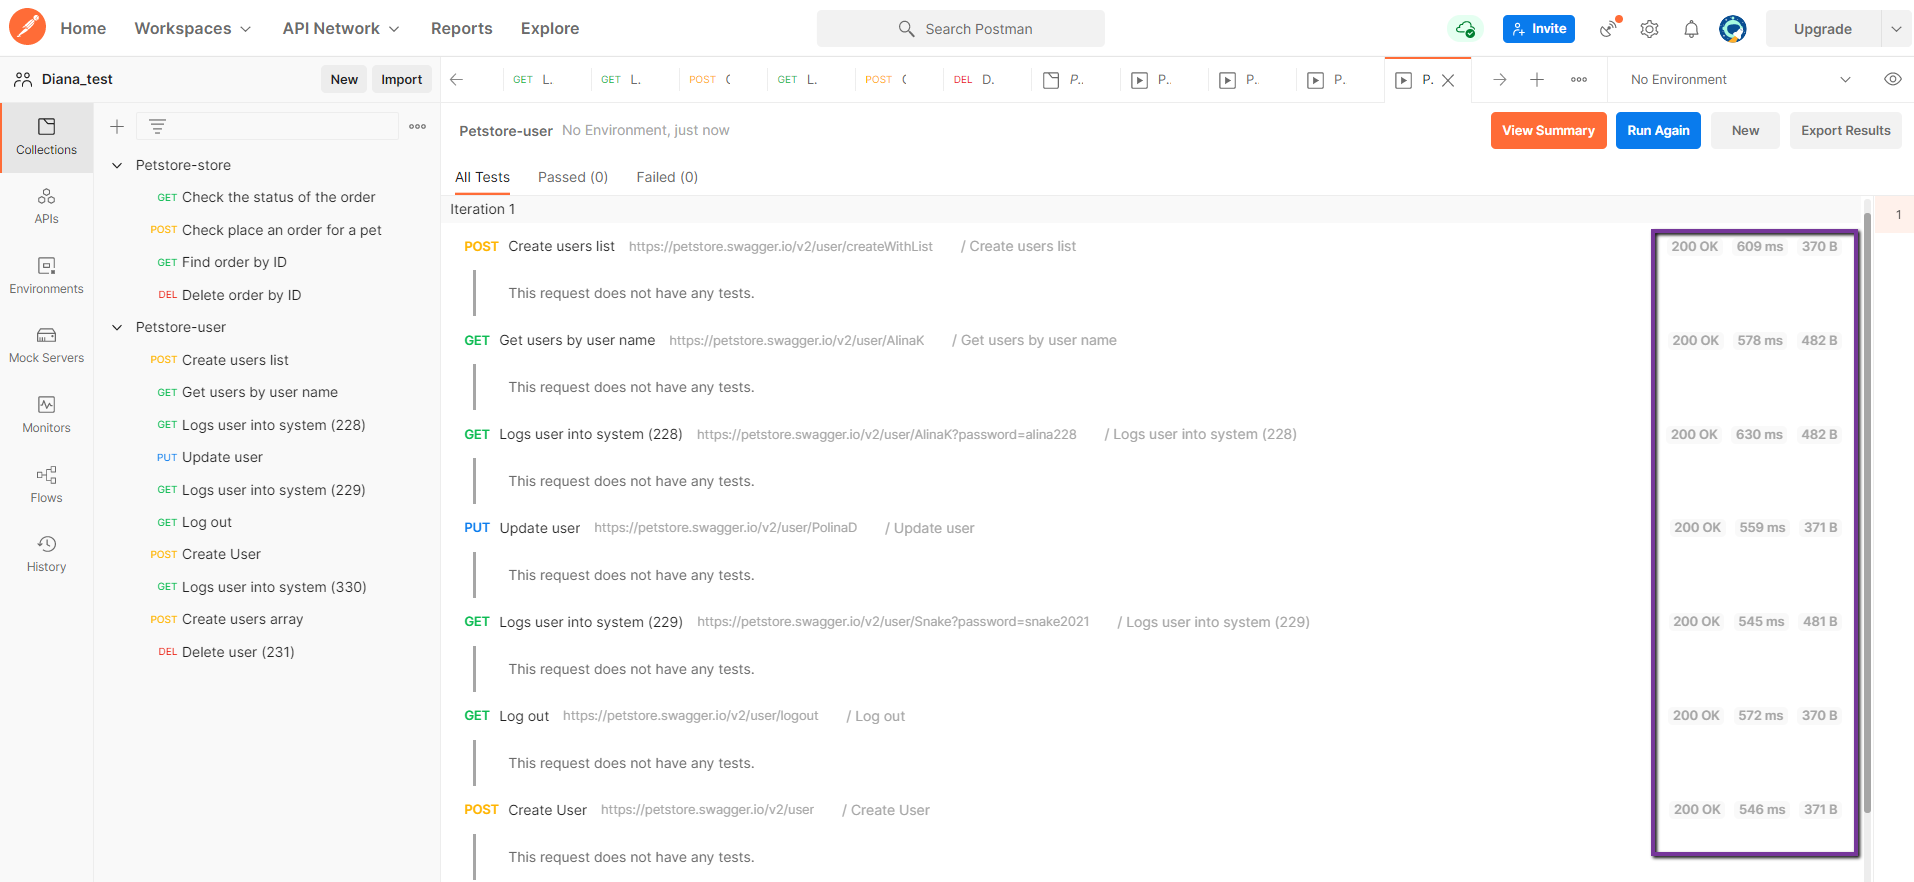 Home Workspaces API Network Reports Explore Search Postman Invite Upgrade
Diana_test New Import GET L. GET L. POST C GET L. POST C DEL D. P.. P.. P. P. P. No Environment
Collections
APIs
Environments
Mock Servers
Monitors
Flows
History
Petstore-store
GET Check the status of the order
POST Check place an order for a pet
GET Find order by ID
DEL Delete order by ID
Petstore-user
POST Create users list
GET Get users by user name
GET Logs user into system (228)
PUT Update user
GET Logs user into system (229)
GET Log out
POST Create User
GET Logs user into system (330)
POST Create users array
DEL Delete user (231)
Petstore-user No Environment, just now View Summary Run Again New Export Results
All Tests Passed (0) Failed (0)
Iteration 1 1
POST Create users list https://petstore.swagger.io/v2/user/createWithList / Create users list 200 OK 609 ms 370 B
This request does not have any tests.
GET Get users by user name https://petstore.swagger.io/v2/user/AlinaK / Get users by user name 200 OK 578 ms 482 B
This request does not have any tests.
GET Logs user into system (228) https://petstore.swagger.io/v2/user/AlinaK?password=alina228 / Logs user into system (228) 200 OK 630 ms 482 B
This request does not have any tests.
PUT Update user https://petstore.swagger.io/v2/user/PolinaD / Update user 200 OK 559 ms 371 B
This request does not have any tests.
GET Logs user into system (229) https://petstore.swagger.io/v2/user/Snake?password=snake2021 / Logs user into system (229) 200 OK 545 ms 481 B
This request does not have any tests.
GET Log out https://petstore.swagger.io/v2/user/logout / Log out 200 OK 572 ms 370 B
This request does not have any tests.
POST Create User https://petstore.swagger.io/v2/user / Create User 200 OK 546 ms 371 B
This request does not have any tests.